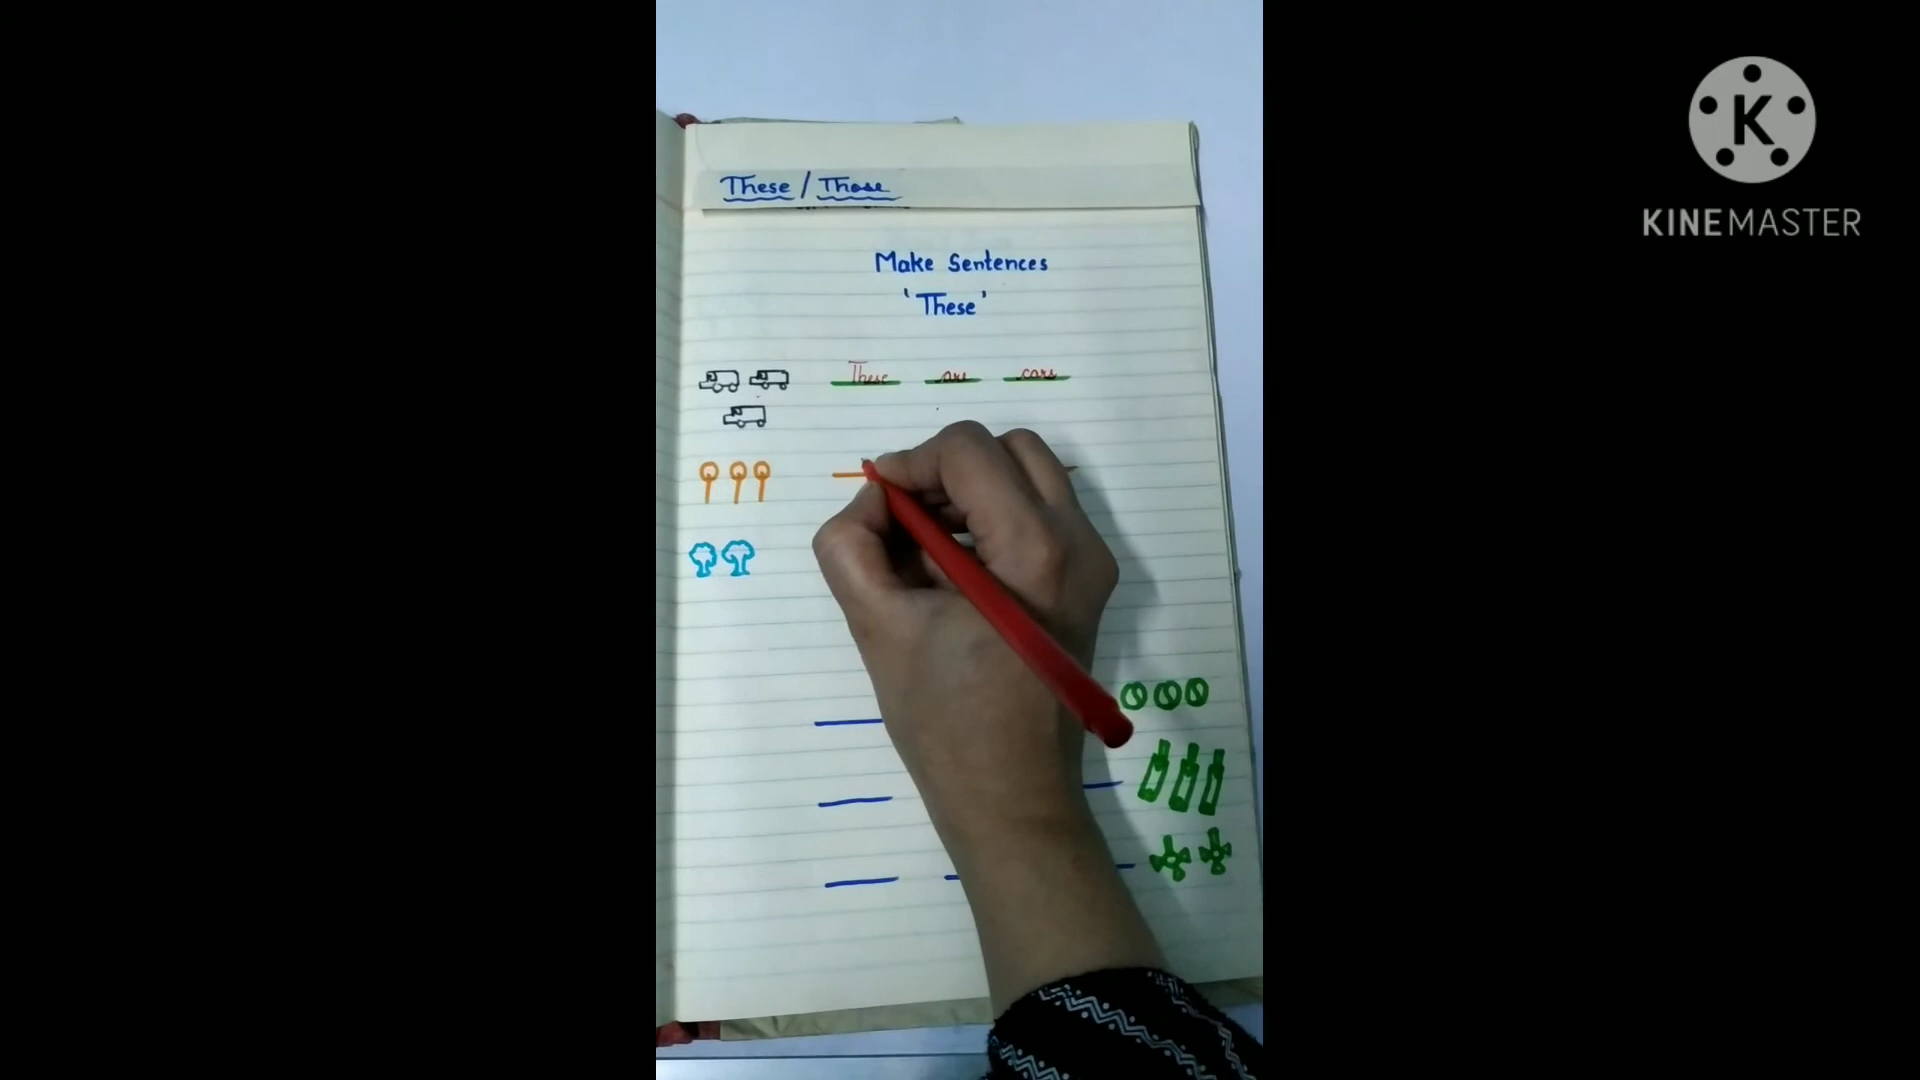 These / Those
Make Sentences
'These'
These are cars
K
KINEMASTER